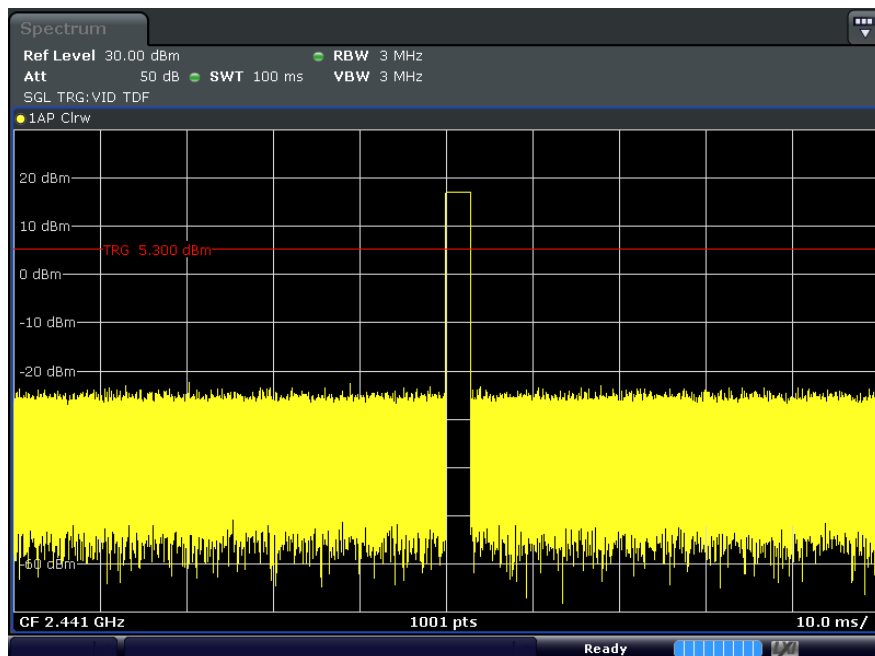 Spectrum
Ref Level 30.00 dBm RBW 3 MHz
Att 50 dB SWT 100 ms VBW 3 MHz
SGL TRG:VID TDF
1AP Clrw
20 dBm
10 dBm
TRG 5.300 dBm
0 dBm
-10 dBm
-20 dBm
-60 dBm
CF 2.441 GHz 1001 pts 10.0 ms/
Ready